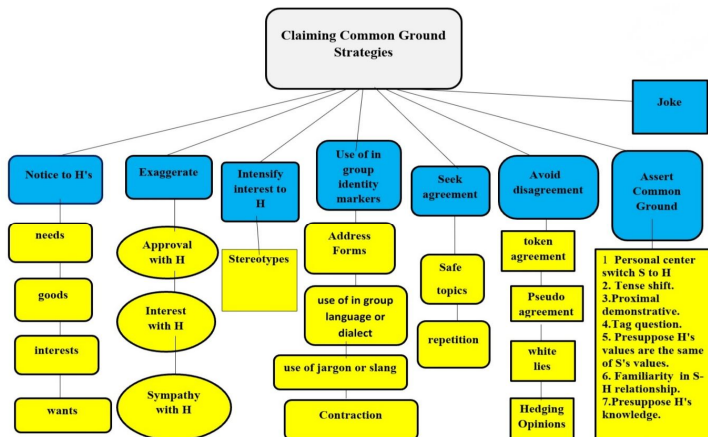 Claiming Common Ground
Strategies
Joke
Notice to H's
needs
goods
interests
wants
Exaggerate
Approval
with H
Interest
with H
Sympathy
with H
Intensify
interest to
H
Stereotypes
Use of in
group
identity
markers
Address
Forms
use of in group
language or
dialect
use of jargon or slang
Contraction
Seek
agreement
Safe
topics
repetition
Avoid
disagreement
token
agreement
Pseudo
agreement
white
lies
Hedging
Opinions
Assert
Common
Ground
1 Personal center
switch S to H
2. Tense shift.
3.Proximal
demonstrative.
4.Tag question.
5. Presuppose H's
values are the same
of S's values.
6. Familiarity in S-
H relationship.
7.Presuppose H's
knowledge.